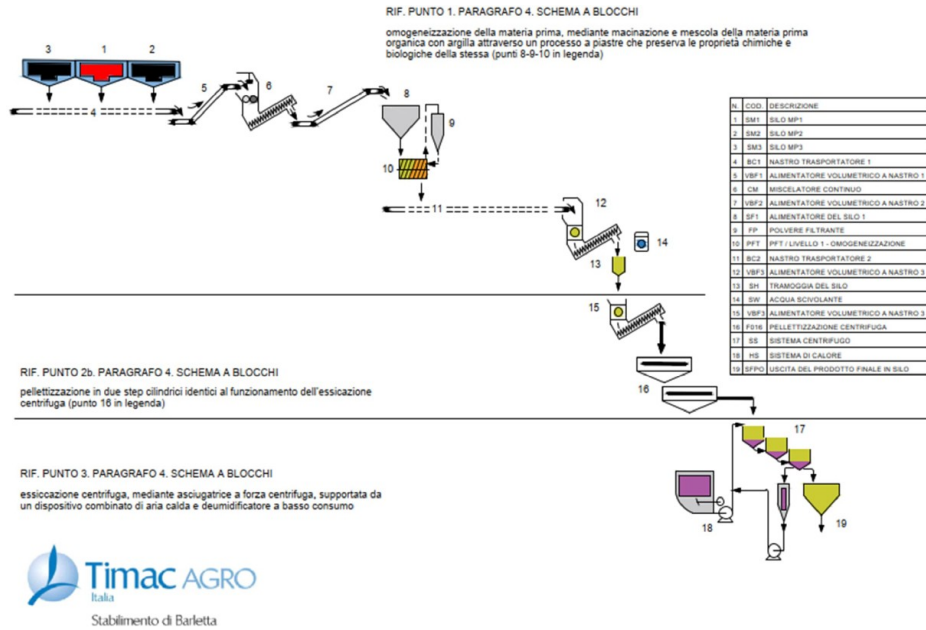 RIF. PUNTO 1. PARAGRAFO 4. SCHEMA A BLOCCHI
omogeneizzazione della materia prima, mediante macinazione e mescola della materia prima
organica con argilla attraverso un processo a piastre che preserva le proprietà chimiche e
biologiche della stessa (punti 8-9-10 in legenda)
3
1
2
4
5
6
7
8
9
10
11
12
13
14
N. COD. DESCRIZIONE
1 SM1 SILO MP1
2 SM2 SILO MP2
3 SM3 SILO MP3
4 BC1 NASTRO TRASPORTATORE 1
5 VBF1 ALIMENTATORE VOLUMETRICO A NASTRO 1
6 CM MISCELATORE CONTINUO
7 VBF2 ALIMENTATORE VOLUMETRICO A NASTRO 2
8 SF1 ALIMENTATORE DEL SILO 1
9 FP POLVERE FILTRANTE
10 PFT PFT / LIVELLO 1 - OMOGENEIZZAZIONE
11 BC2 NASTRO TRASPORTATORE 2
12 VBF3 ALIMENTATORE VOLUMETRICO A NASTRO 3
13 SH TRAMOGGIA DEL SILO
14 SW ACQUA SCIVOLANTE
15 VBF3 ALIMENTATORE VOLUMETRICO A NASTRO 3
16 F016 PELLETTIZZAZIONE CENTRIFUGA
17 SS SISTEMA CENTRIFUGO
18 HS SISTEMA DI CALORE
19 SFPO USCITA DEL PRODOTTO FINALE IN SILO
15
RIF. PUNTO 2b. PARAGRAFO 4. SCHEMA A BLOCCHI
pellettizzazione in due step cilindrici identici al funzionamento dell'essicazione
centrifuga (punto 16 in legenda)
16
17
RIF. PUNTO 3. PARAGRAFO 4. SCHEMA A BLOCCHI
essiccazione centrifuga, mediante asciugatrice a forza centrifuga, supportata da
un dispositivo combinato di aria calda e deumidificatore a basso consumo
18
19
Timac AGRO
Italia
Stabilimento di Barletta